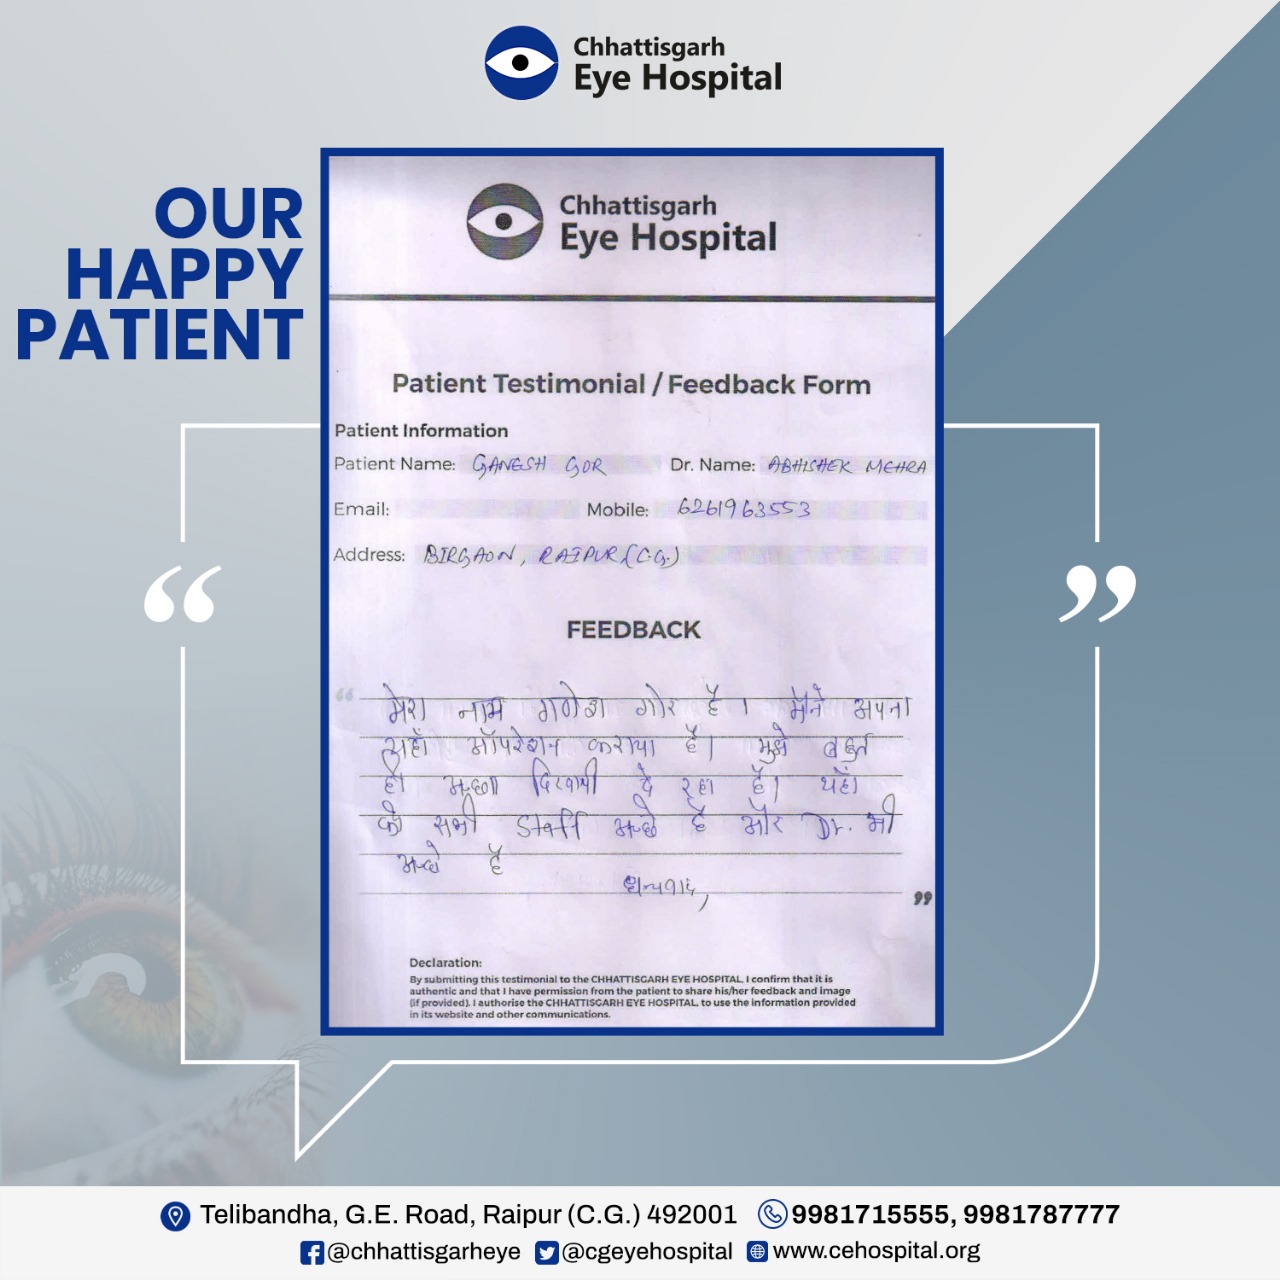 Chhattisgarh
Eye Hospital
OUR
HAPPY
PATIENT
Chhattisgarh
Eye Hospital
Patient Testimonial / Feedback Form
Patient Information
Patient Name: GANESH GOR Dr. Name: ABHISHEK MEHRA
Email: Mobile: 6261963553
Address: BIRGAON, RAIPUR (C.G.)
FEEDBACK
“ मेरा नाम गणेश गोर है । मैंने अपना
यहाँ ऑपरेशन कराया है। मुझे बहुत
ही अच्छा दिखायी दे रहा है। यहाँ
के सभी Staff अच्छे है और Dr. भी
अच्छे है
धन्यवाद, ”
Declaration:
By submitting this testimonial to the CHHATTISGARH EYE HOSPITAL, I confirm that it is
authentic and that I have permission from the patient to share his/her feedback and image
(if provided). I authorise the CHHATTISGARH EYE HOSPITAL, to use the information provided
in its website and other communications.
Telibandha, G.E. Road, Raipur (C.G.) 492001 9981715555, 9981787777
@chhattisgarheye @cgeyehospital www.cehospital.org